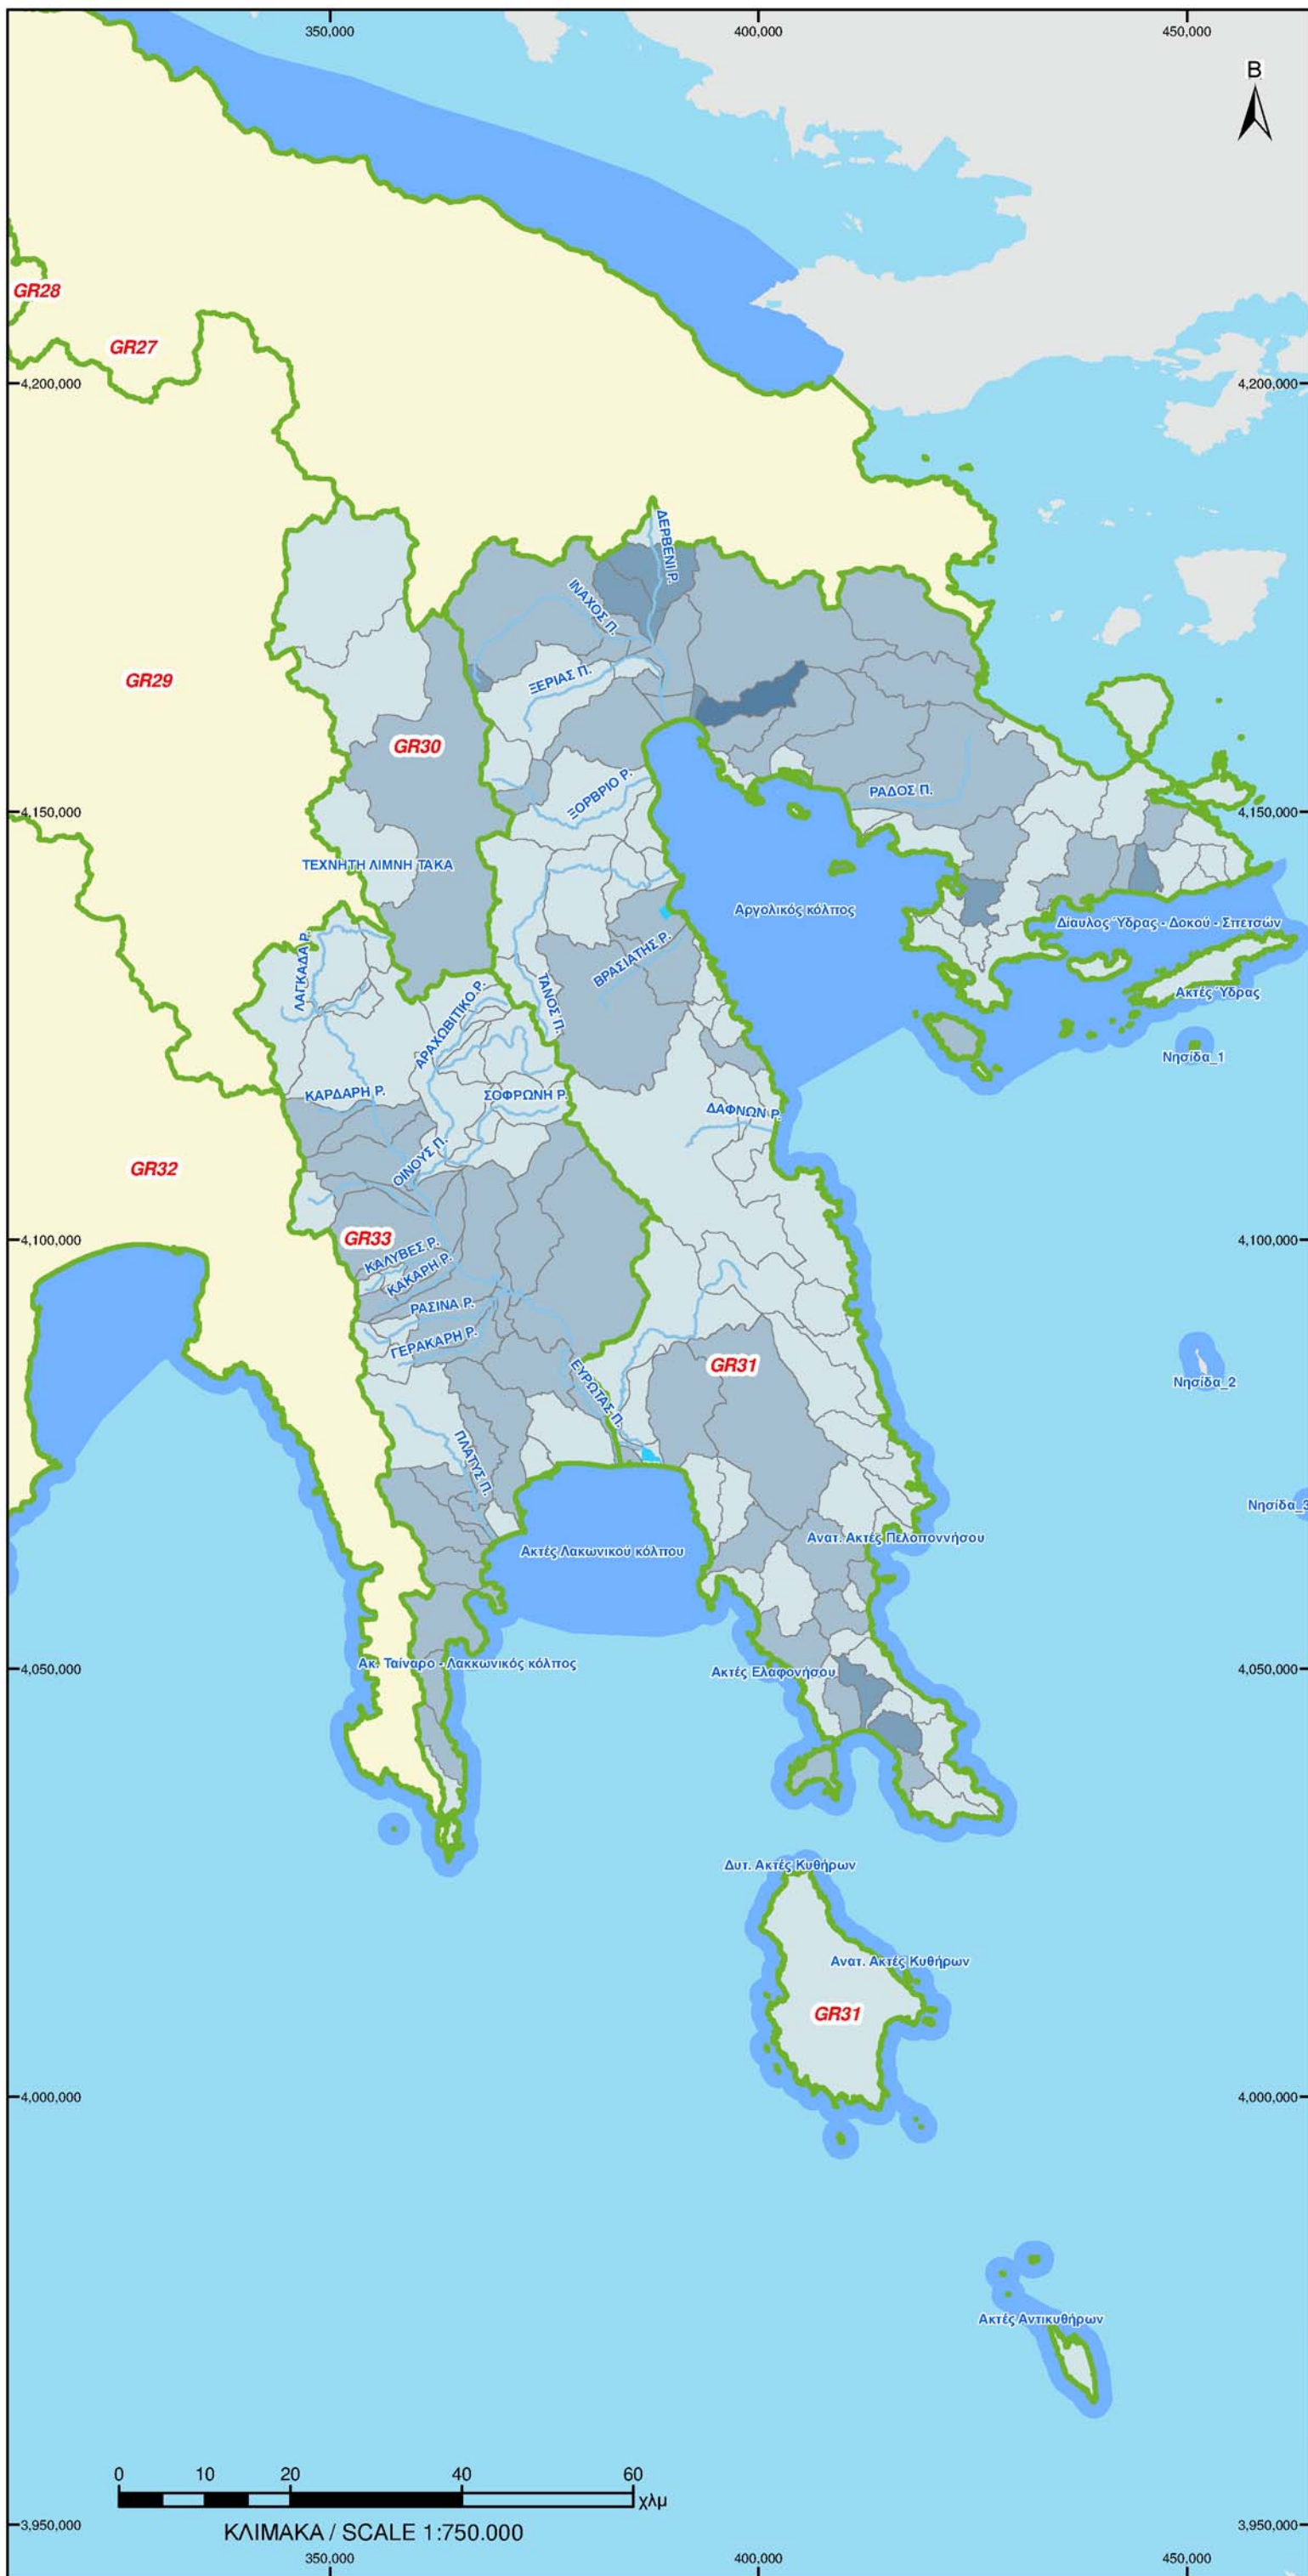 350,000
400,000
450,000
B
GR28
GR27
4,200,000
4,200,000
ΔΕΡΒΕΝΙ Ρ.
ΙΝΑΧΟΣ Π.
ΞΕΡΙΑΣ Π.
GR29
GR30
ΡΑΔΟΣ Π.
ΞΟΡΒΡΙΟ Ρ.
4,150,000
4,150,000
ΤΕΧΝΗΤΗ ΛΙΜΝΗ ΤΑΚΑ
Αργολικός κόλπος
Δίαυλος Ύδρας - Δοκού - Σπετσών
ΛΑΓΚΑΔΑ Ρ.
ΒΡΑΣΙΑΤΗΣ Ρ.
ΤΑΝΟΣ Π.
Ακτές Ύδρας
ΑΡΑΧΩΒΙΤΙΚΟ Ρ.
Νησίδα_1
ΚΑΡΔΑΡΗ Ρ.
ΣΟΦΡΩΝΗ Ρ.
ΔΑΦΝΩΝ Ρ.
ΟΙΝΟΥΣ Π.
GR32
GR33
4,100,000
4,100,000
ΚΑΛΥΒΕΣ Ρ.
ΚΑΚΑΡΗ Ρ.
ΡΑΣΙΝΑ Ρ.
ΓΕΡΑΚΑΡΗ Ρ.
GR31
ΕΥΡΩΤΑΣ Π.
Νησίδα_2
ΠΛΑΤΥΣ Π.
Νησίδα_3
Ανατ. Ακτές Πελοποννήσου
Ακτές Λακωνικού κόλπου
Ακ. Ταίναρο - Λακκωνικός κόλπος
Ακτές Ελαφονήσου
4,050,000
4,050,000
Δυτ. Ακτές Κυθήρων
Ανατ. Ακτές Κυθήρων
GR31
4,000,000
4,000,000
Ακτές Αντικυθήρων
0 10 20 40 60
χλμ
ΚΛΙΜΑΚΑ / SCALE 1:750.000
3,950,000
3,950,000
350,000
400,000
450,000